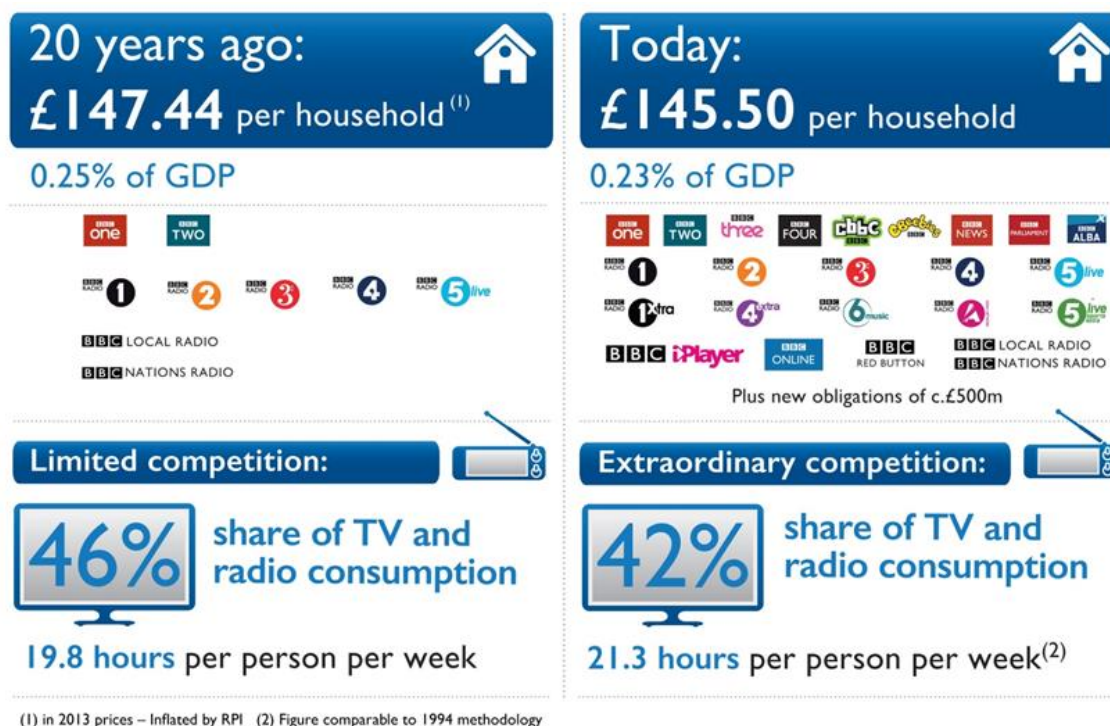 20 years ago:
£147.44 per household (1)
0.25% of GDP
BBC one
BBC TWO
BBC RADIO 1
BBC RADIO 2
BBC RADIO 3
BBC RADIO 4
BBC RADIO 5 live
BBC LOCAL RADIO
BBC NATIONS RADIO
Limited competition:
46%
share of TV and
radio consumption
19.8 hours per person per week
Today:
£145.50 per household
0.23% of GDP
BBC one
BBC TWO
BBC three
BBC FOUR
CBBC BBC
CBeebies BBC
BBC NEWS
BBC PARLIAMENT
BBC ALBA
BBC RADIO 1
BBC RADIO 2
BBC RADIO 3
BBC RADIO 4
BBC RADIO 5 live
BBC RADIO 1Xtra
BBC RADIO 4 extra
BBC RADIO 6 music
BBC RADIO
BBC RADIO 5 live
BBC iPlayer
BBC ONLINE
BBC RED BUTTON
BBC LOCAL RADIO
BBC NATIONS RADIO
Plus new obligations of c.£500m
Extraordinary competition:
42%
share of TV and
radio consumption
21.3 hours per person per week(2)
(1) in 2013 prices – Inflated by RPI (2) Figure comparable to 1994 methodology